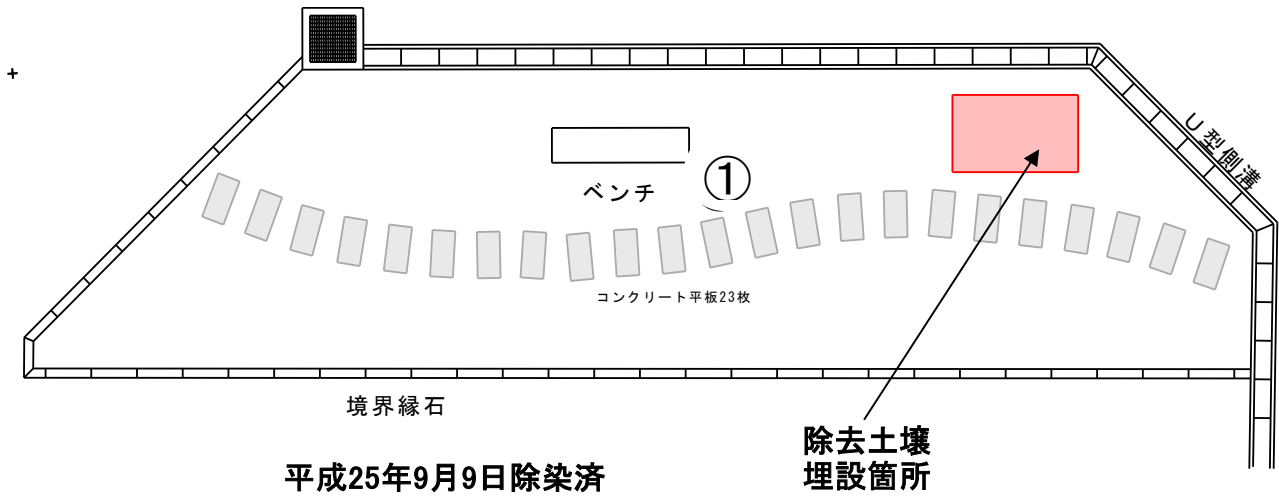 U型側溝
①
ベンチ
コンクリート平板23枚
境界縁石
除去土壌
埋設箇所
平成25年9月9日除染済